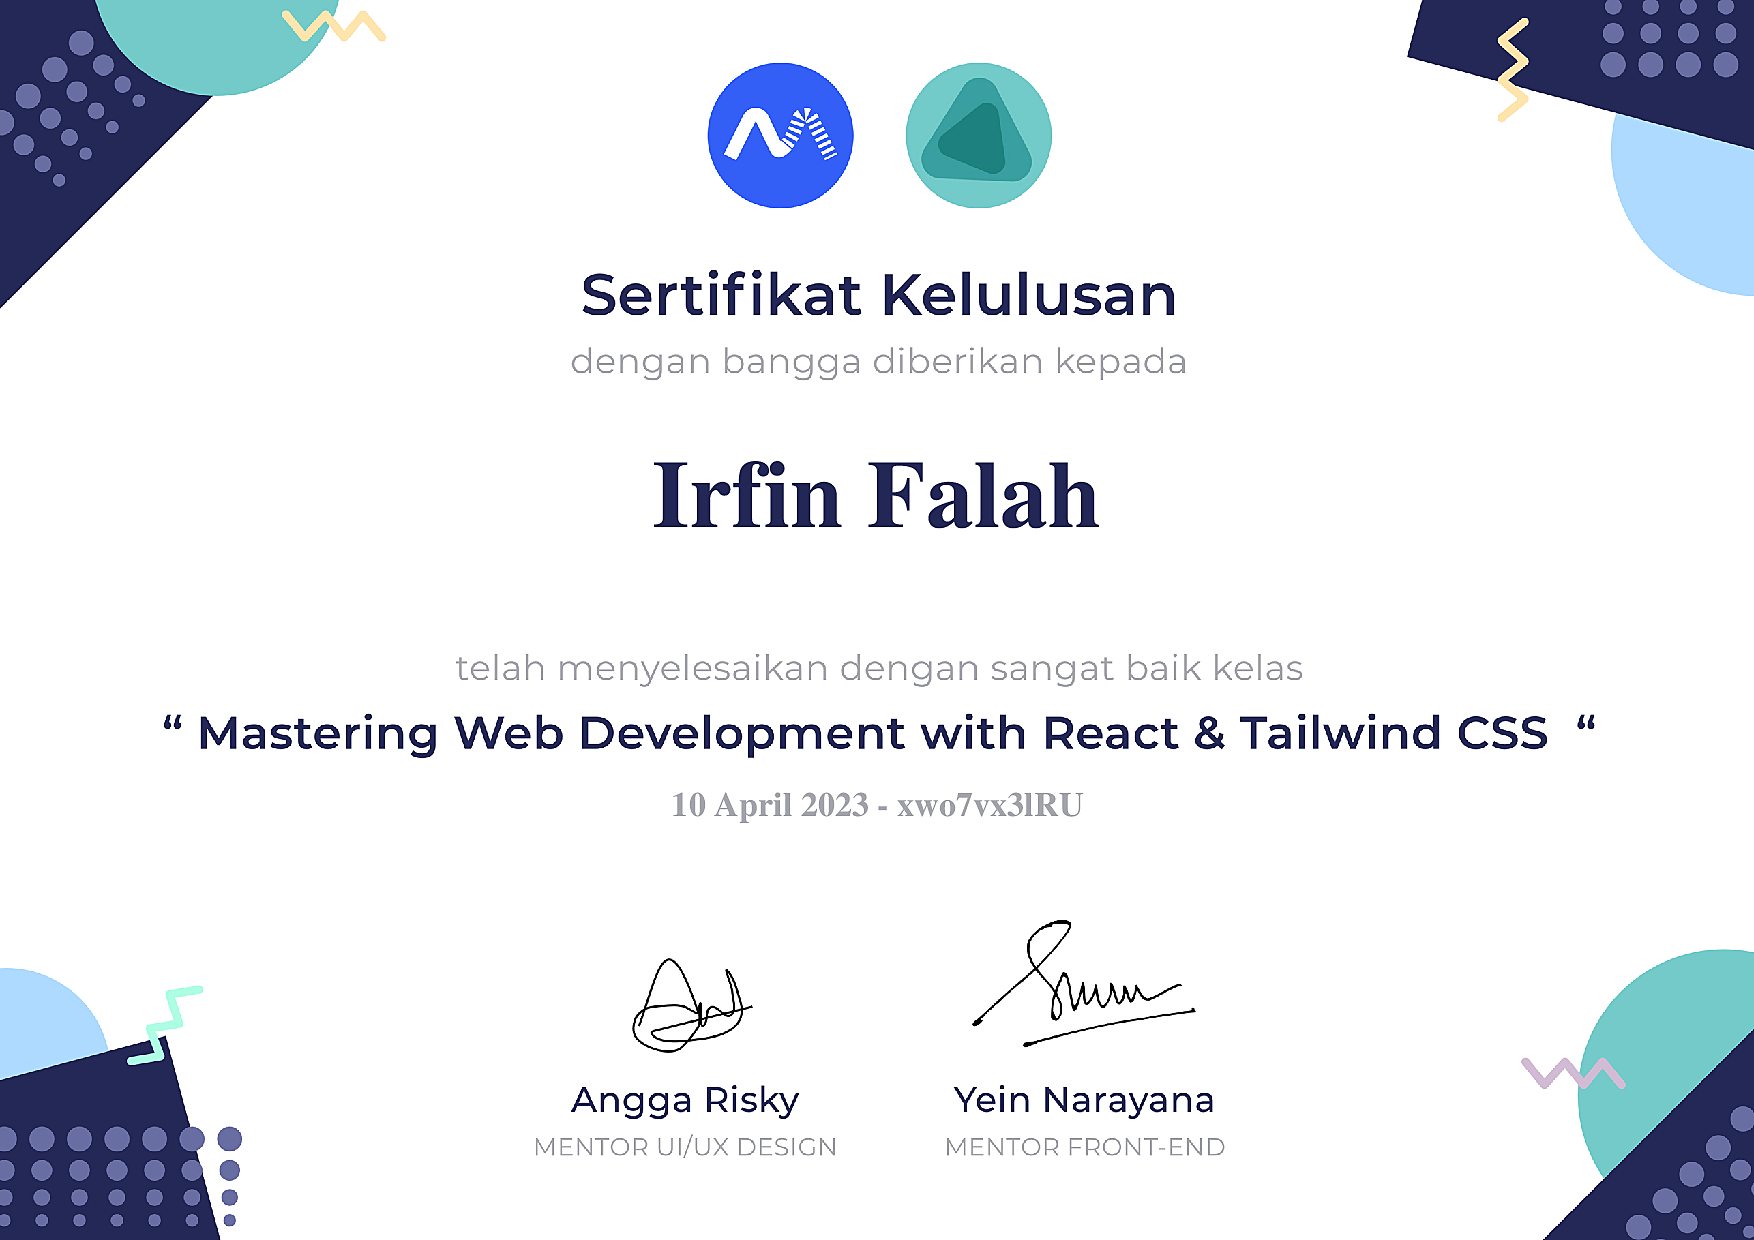 Sertifikat Kelulusan
dengan bangga diberikan kepada
Irfin Falah
telah menyelesaikan dengan sangat baik kelas
“ Mastering Web Development with React & Tailwind CSS “
10 April 2023 - xwo7vx3lRU
Angga Risky
MENTOR UI/UX DESIGN
Yein Narayana
MENTOR FRONT-END